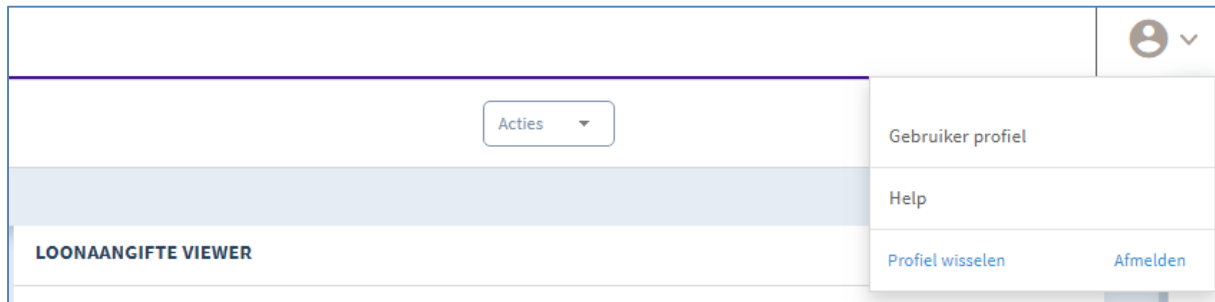 Acties
Gebruiker profiel
Help
LOONAANGIFTE VIEWER
Profiel wisselen
Afmelden